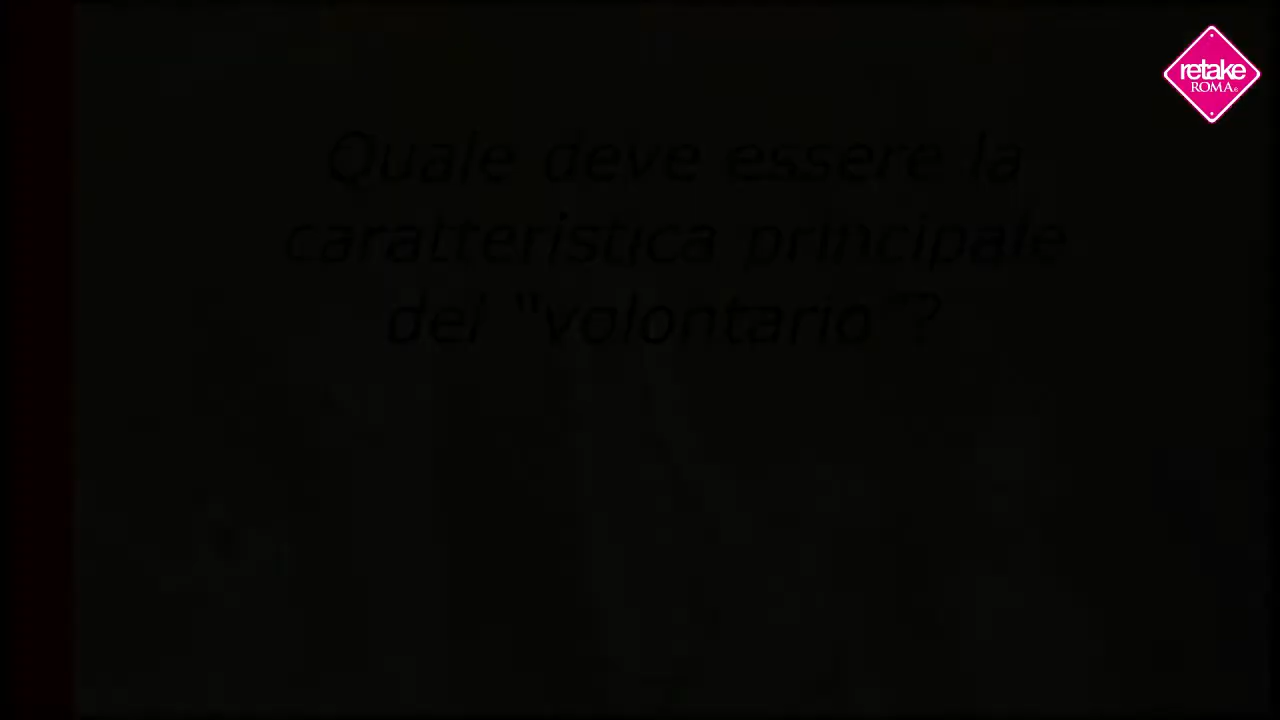 retake
ROMA
Quale deve essere la
caratteristica principale
del "volontario"?